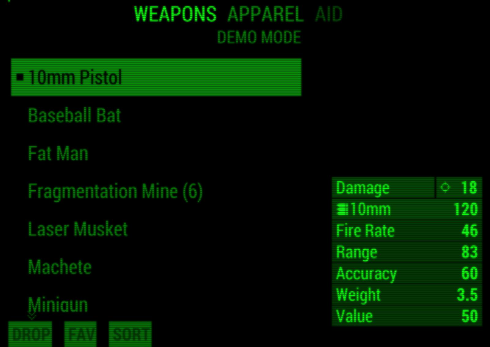 WEAPONS APPAREL AID
DEMO MODE
10mm Pistol
Baseball Bat
Fat Man
Fragmentation Mine (6)
Laser Musket
Machete
Minigun
Damage 18
10mm 120
Fire Rate 46
Range 83
Accuracy 60
Weight 3.5
Value 50
DROP FAV SORT